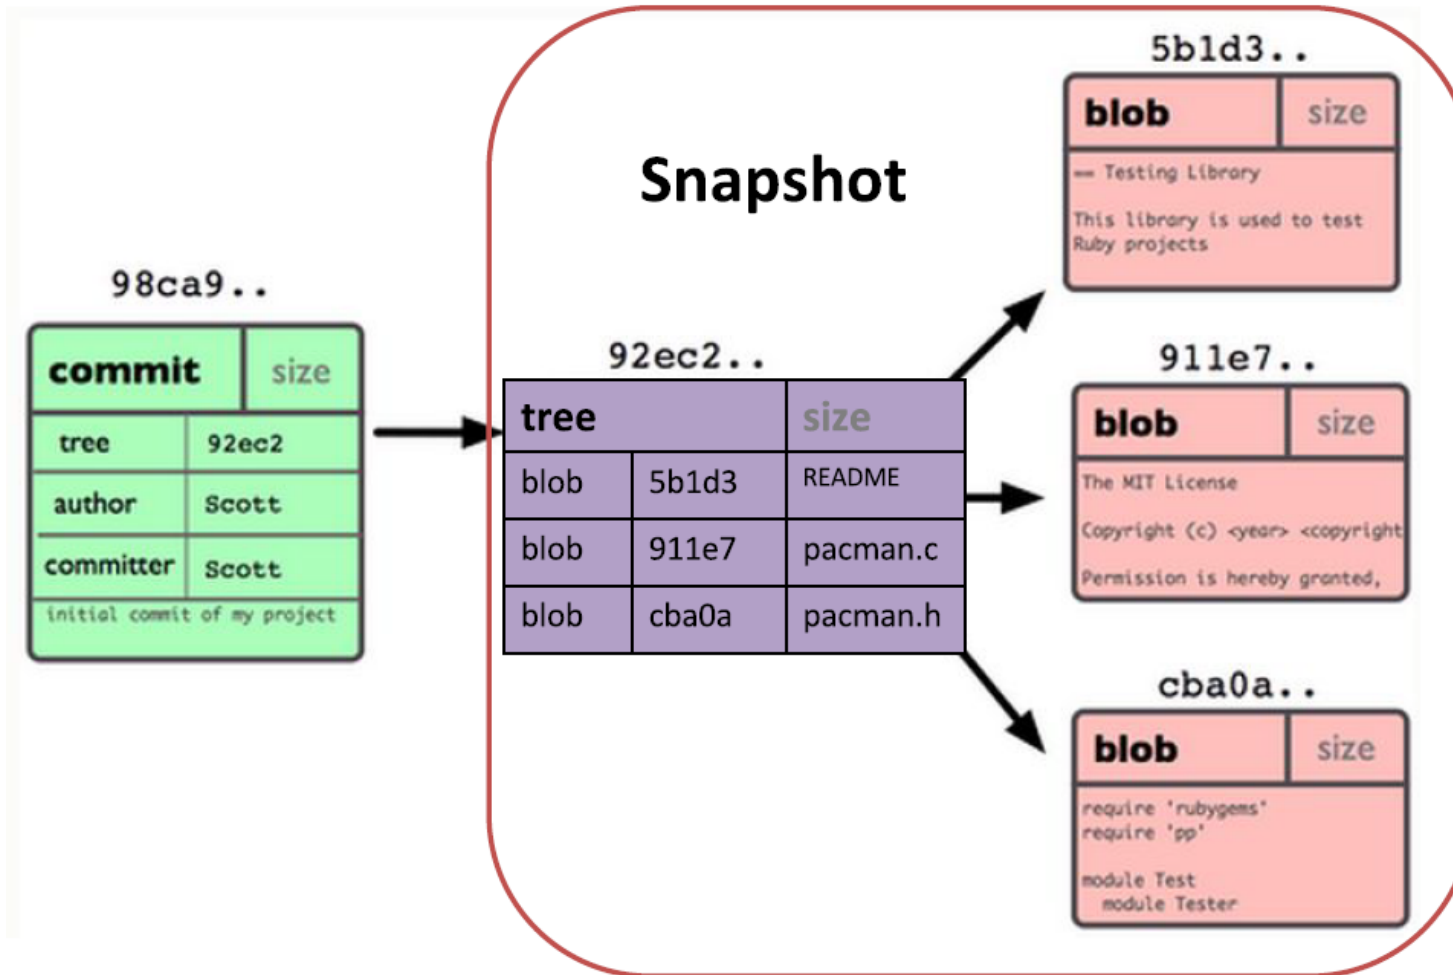 Snapshot
98ca9..
commit size
tree 92ec2
author Scott
committer Scott
initial commit of my project
92ec2..
tree size
blob 5b1d3 README
blob 911e7 pacman.c
blob cba0a pacman.h
5b1d3..
blob size
== Testing Library
This library is used to test
Ruby projects
911e7..
blob size
The MIT License
Copyright (c) <year> <copyright
Permission is hereby granted,
cba0a..
blob size
require 'rubygems'
require 'pp'
module Test
module Tester